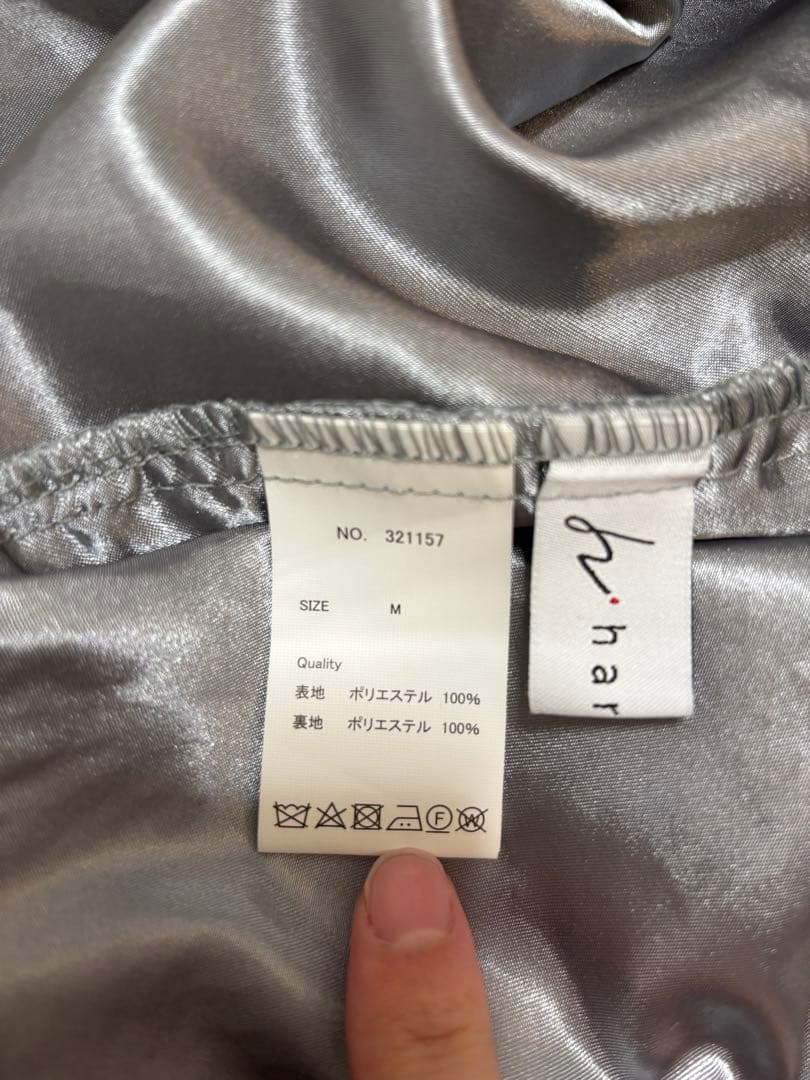 NO. 321157
SIZE M
Quality
表地 ポリエステル 100%
裏地 ポリエステル 100%
F
W
h
har